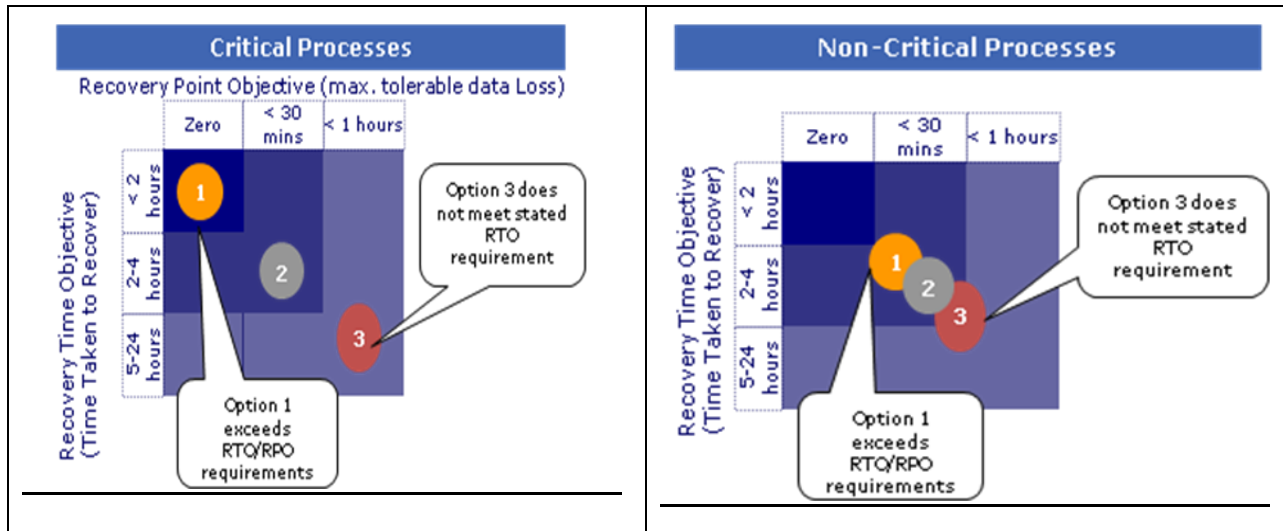 Critical Processes
Recovery Point Objective (max. tolerable data Loss)
Zero
< 30
mins
< 1 hours
Recovery Time Objective
(Time Taken to Recover)
< 2
hours
2-4
hours
5-24
hours
1
2
3
Option 3 does
not meet stated
RTO
requirement
Option 1
exceeds
RTO/RPO
requirements
Non-Critical Processes
Zero
< 30
mins
< 1 hours
Recovery Time Objective
(Time Taken to Recover)
< 2
hours
2-4
hours
5-24
hours
1
2
3
Option 3 does
not meet stated
RTO
requirement
Option 1
exceeds
RTO/RPO
requirements